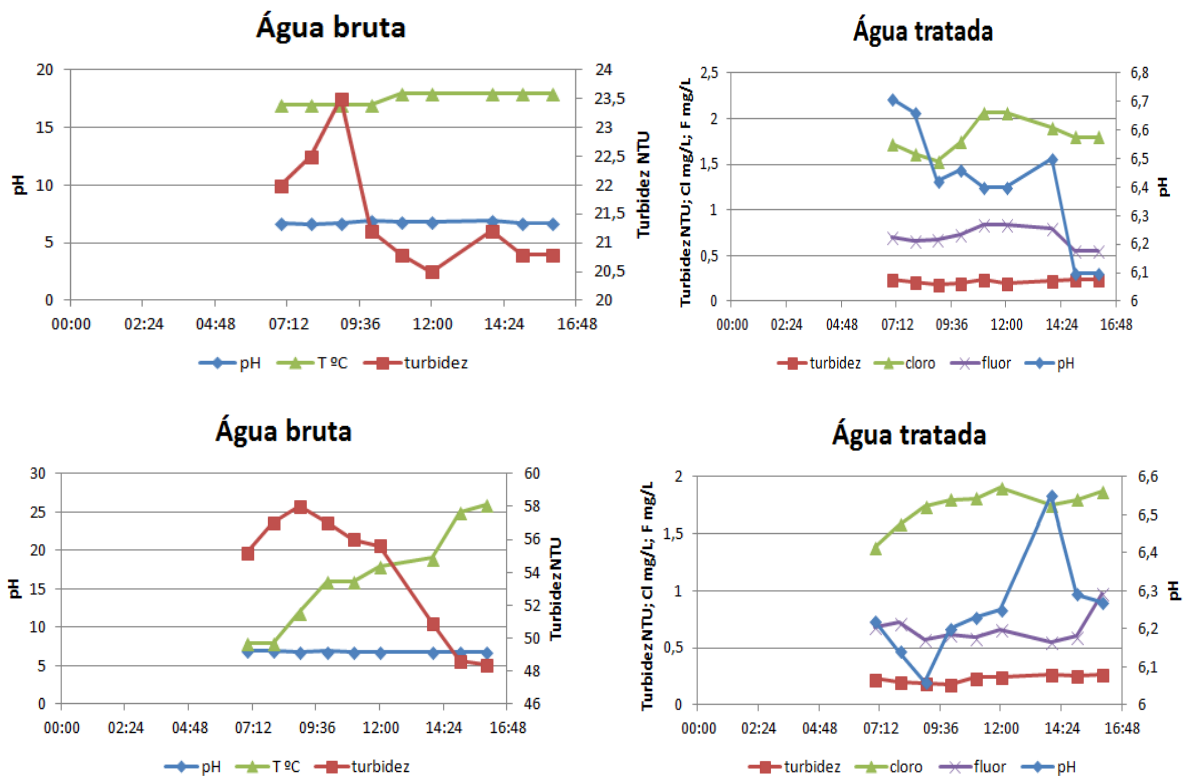 Água bruta
20
15
10
5
0
pH
24
23,5
23
22,5
22
21,5
21
20,5
20
Turbidez NTU
00:00 02:24 04:48 07:12 09:36 12:00 14:24 16:48
pH T ºC turbidez
Água tratada
2,5
2
1,5
1
0,5
0
Turbidez NTU; Cl mg/L; F mg/L
6,8
6,7
6,6
6,5
6,4
6,3
6,2
6,1
6
pH
00:00 02:24 04:48 07:12 09:36 12:00 14:24 16:48
turbidez cloro fluor pH
Água bruta
30
25
20
15
10
5
0
pH
60
58
56
54
52
50
48
46
Turbidez NTU
00:00 02:24 04:48 07:12 09:36 12:00 14:24 16:48
pH T ºC turbidez
Água tratada
2
1,5
1
0,5
0
Turbidez NTU; Cl mg/L; F mg/L
6,6
6,5
6,4
6,3
6,2
6,1
6
pH
00:00 02:24 04:48 07:12 09:36 12:00 14:24 16:48
turbidez cloro fluor pH